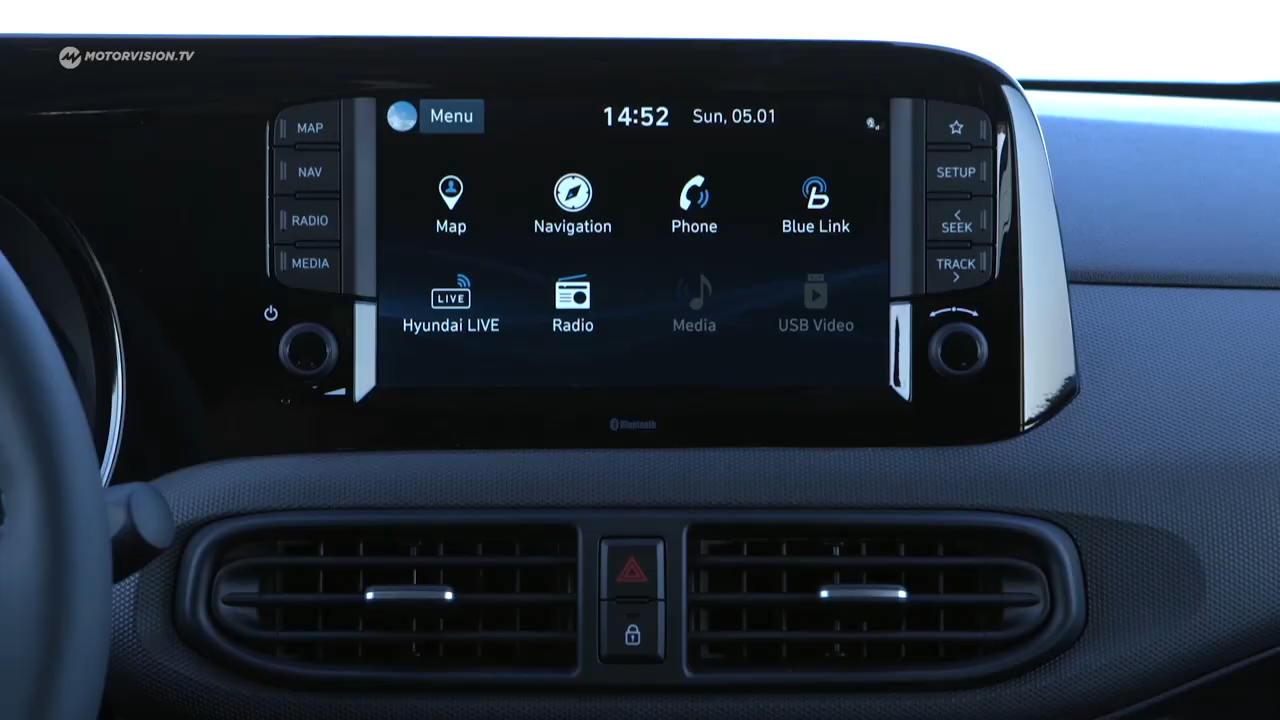 MOTORVISION.TV
MAP
NAV
RADIO
MEDIA
Menu
14:52 Sun, 05.01
Map Navigation Phone Blue Link
LIVE
Hyundai LIVE Radio Media USB Video
SETUP
SEEK
TRACK
Bluetooth